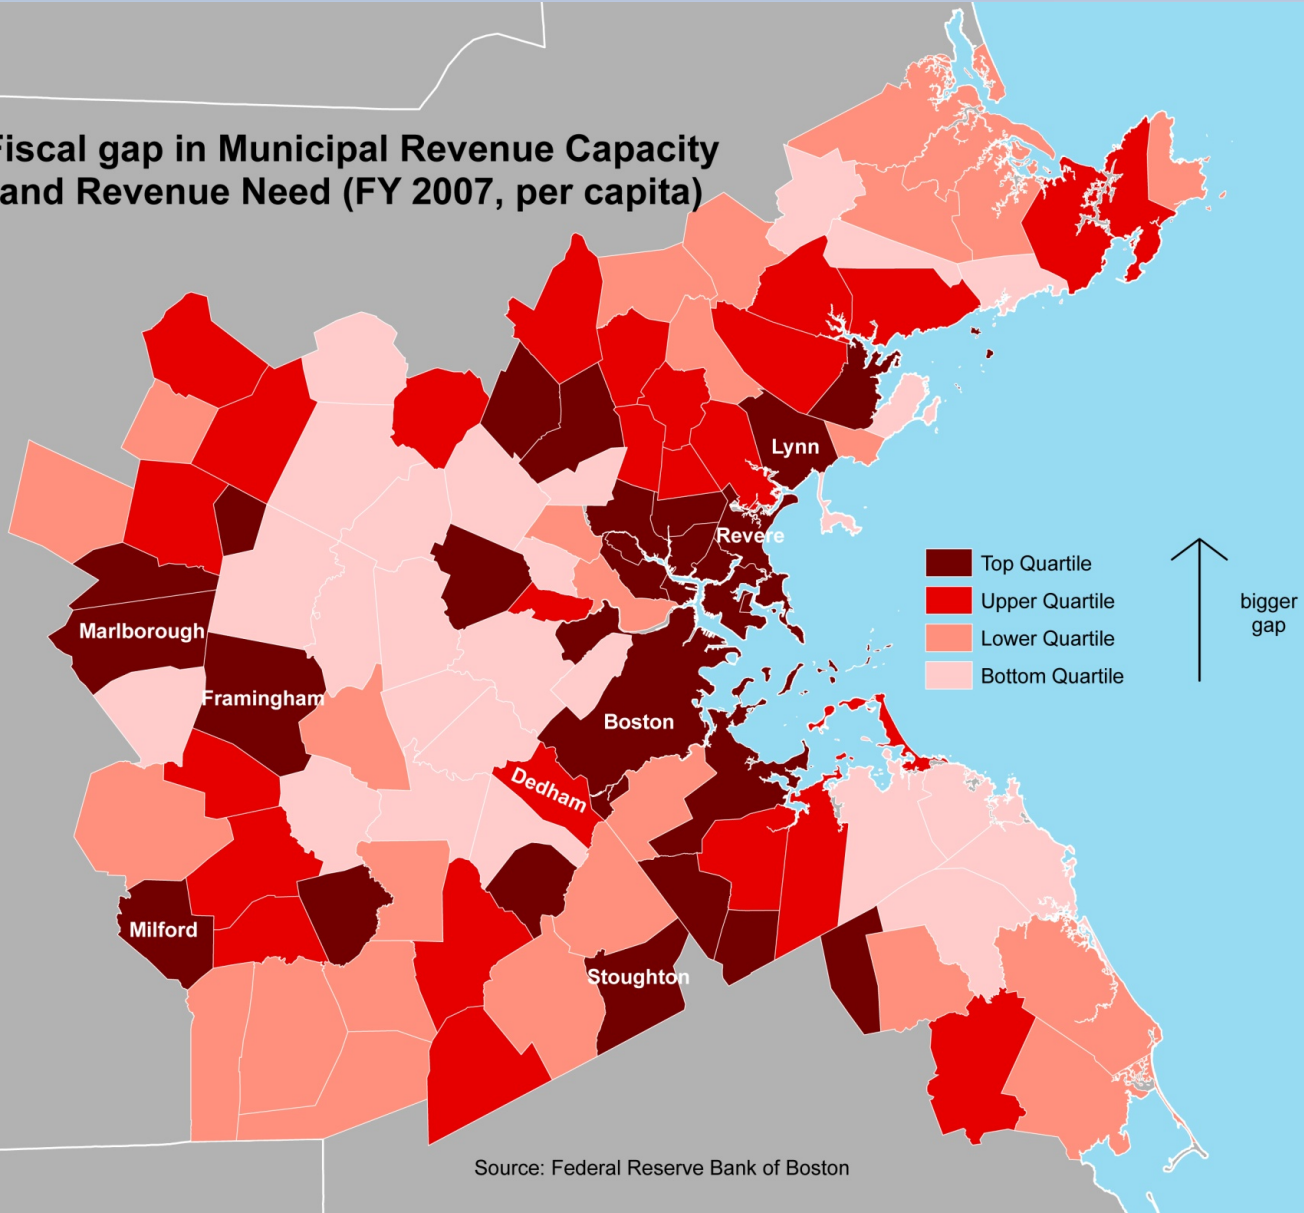 Fiscal gap in Municipal Revenue Capacity
and Revenue Need (FY 2007, per capita)
Lynn
Revere
Top Quartile
Upper Quartile
Lower Quartile
Bottom Quartile
bigger
gap
Marlborough
Framingham
Boston
Dedham
Milford
Stoughton
Source: Federal Reserve Bank of Boston